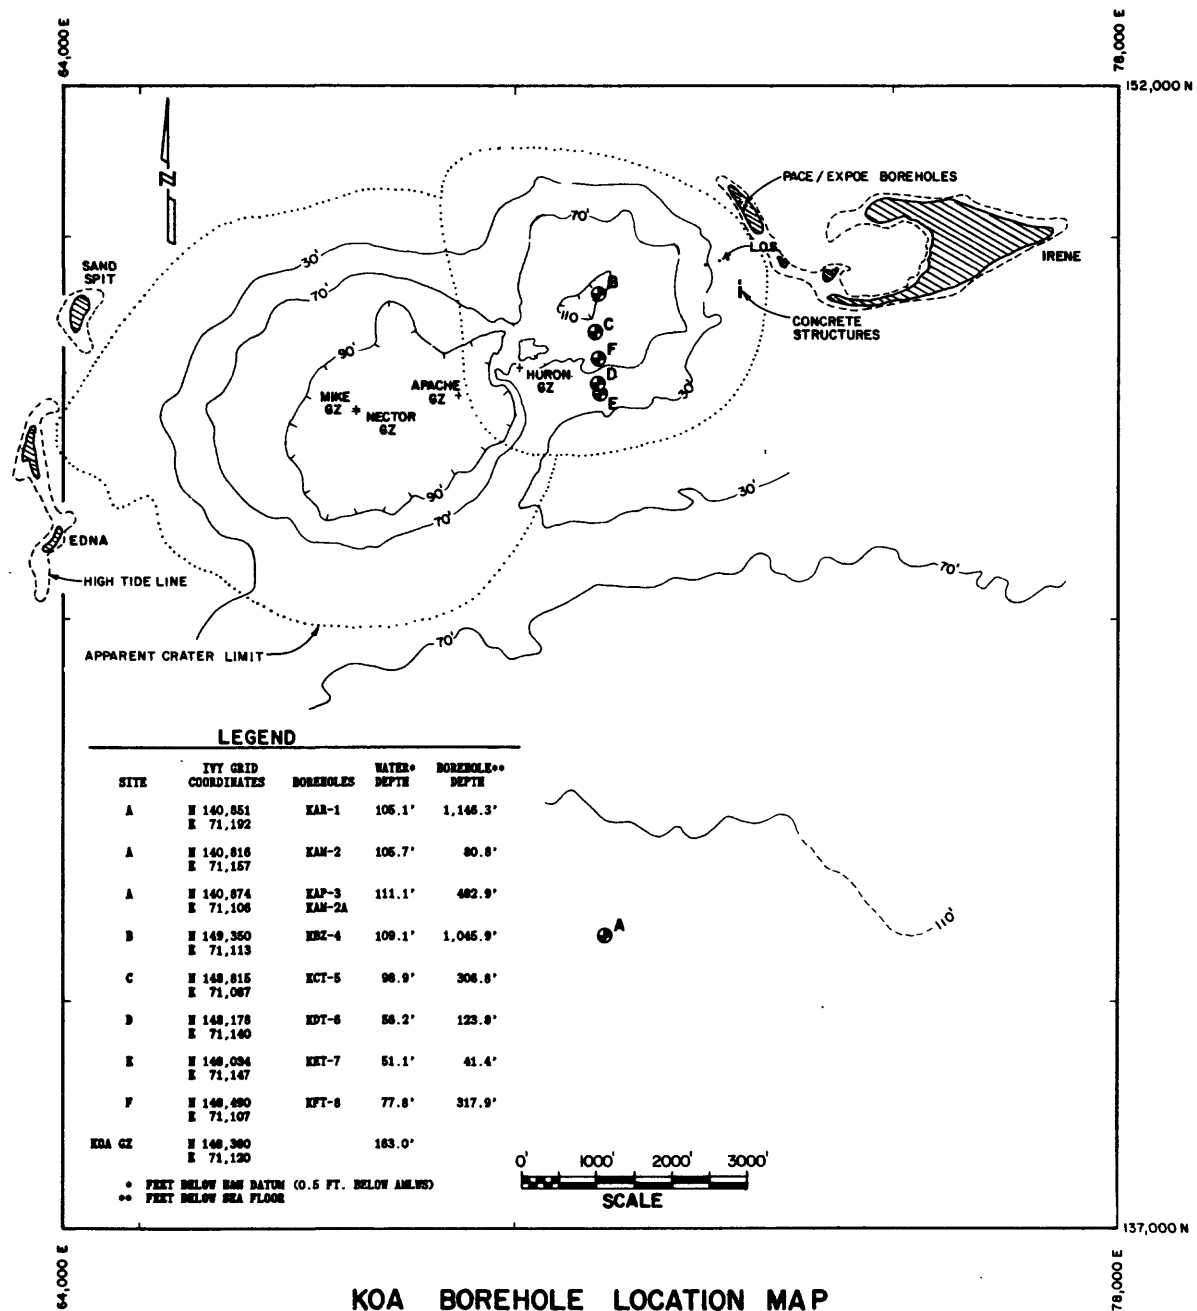 64,000 E
78,000 E
152,000 N
N
PACE/EXPOE BOREHOLES
70'
L.O.S.
IRENE
30'
SAND
SPIT
70'
B
110
CONCRETE
STRUCTURES
C
90'
F
HURON
GZ
D
APACHE
GZ
MIKE
GZ
NECTOR
GZ
30'
E
90'
30'
70'
EDNA
70'
HIGH TIDE LINE
70'
APPARENT CRATER LIMIT
LEGEND
SITE IVY GRID COORDINATES BOREHOLES WATER* DEPTH BOREHOLE** DEPTH
A N 140,851 KAR-1 105.1' 1,146.3'
E 71,192
A N 140,816 KAM-2 105.7' 80.8'
E 71,157
A N 140,874 KAP-3 111.1' 482.9'
E 71,106 KAM-2A
B N 149,350 KBZ-4 109.1' 1,045.9'
E 71,113
C N 148,815 KCT-5 98.9' 306.8'
E 71,087
D N 148,178 KDT-6 56.2' 123.8'
E 71,140
E N 148,034 KET-7 51.1' 41.4'
E 71,147
F N 148,490 KFT-8 77.8' 317.9'
E 71,107
KOA GZ N 148,380 163.0'
E 71,120
* FEET BELOW H&N DATUM (0.5 FT. BELOW AMLWS)
** FEET BELOW SEA FLOOR
110'
A
0' 1000' 2000' 3000'
SCALE
137,000 N
64,000 E
78,000 E
KOA BOREHOLE LOCATION MAP